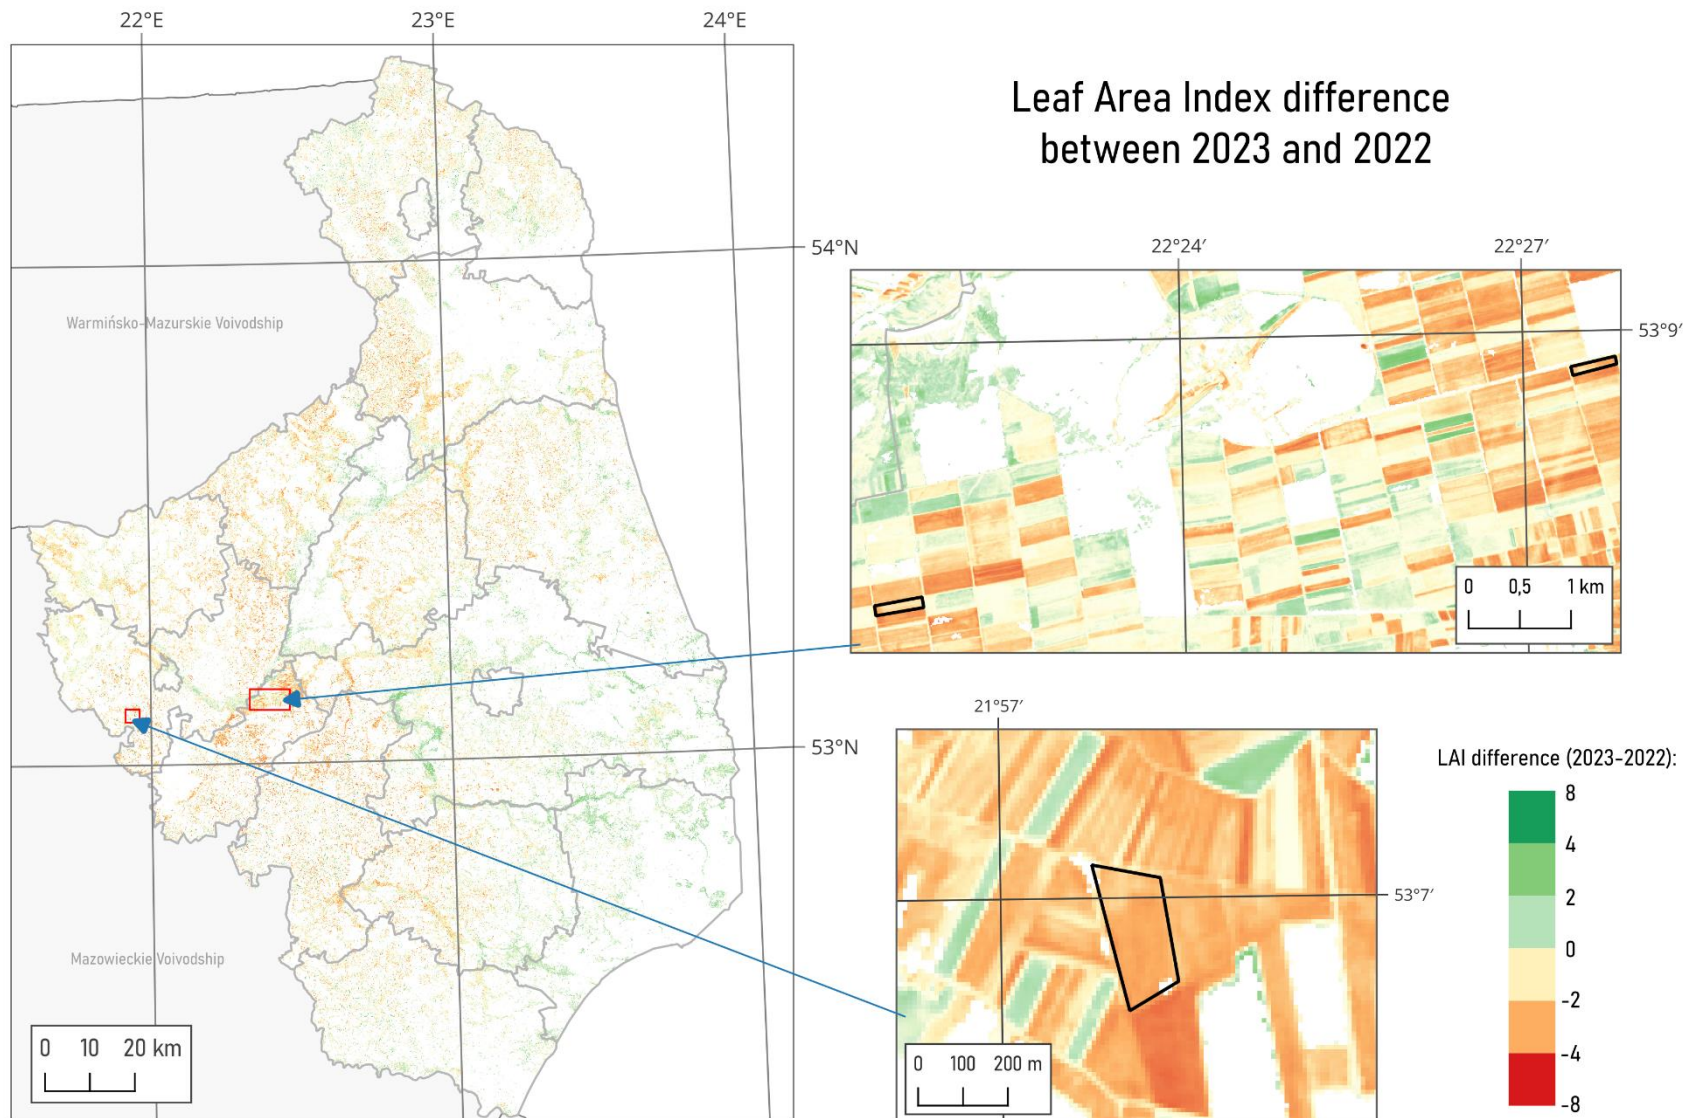 22°E
23°E
24°E
Leaf Area Index difference
between 2023 and 2022
54°N
22°24′
22°27′
Warmińsko-Mazurskie Voivodship
53°9′
0 0,5 1 km
21°57′
53°N
LAI difference (2023-2022):
8
4
2
0
-2
-4
-8
53°7′
Mazowieckie Voivodship
0 10 20 km
0 100 200 m